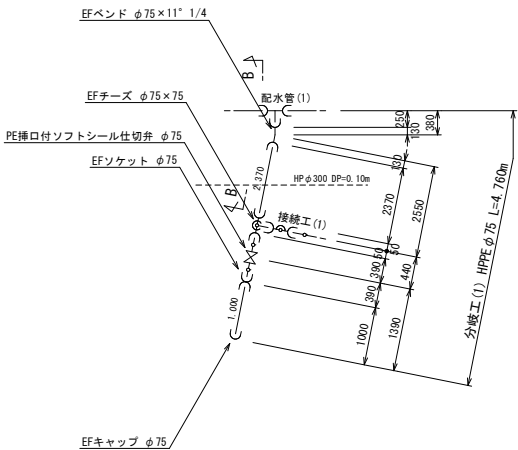 EFベンド φ75×11° 1/4
B
EFチーズ φ75×75
配水管(1)
250
380
130
PE挿口付ソフトシール仕切弁 φ75
EFソケット φ75
130
2.370
HPφ300 DP=0.10m
B
2370
2550
接続工(1)
50
50
390
440
390
1.000
1000
1390
分岐工(1) HPPEφ75 L=4.760m
EFキャップ φ75